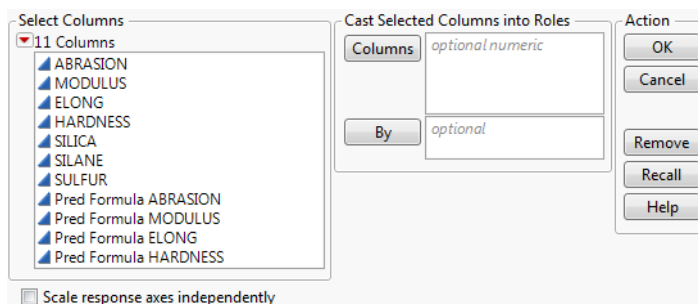 Select Columns
11 Columns
ABRASION
MODULUS
ELONG
HARDNESS
SILICA
SILANE
SULFUR
Pred Formula ABRASION
Pred Formula MODULUS
Pred Formula ELONG
Pred Formula HARDNESS
Scale response axes independently
Cast Selected Columns into Roles
Columns optional numeric
By optional
Action
OK
Cancel
Remove
Recall
Help